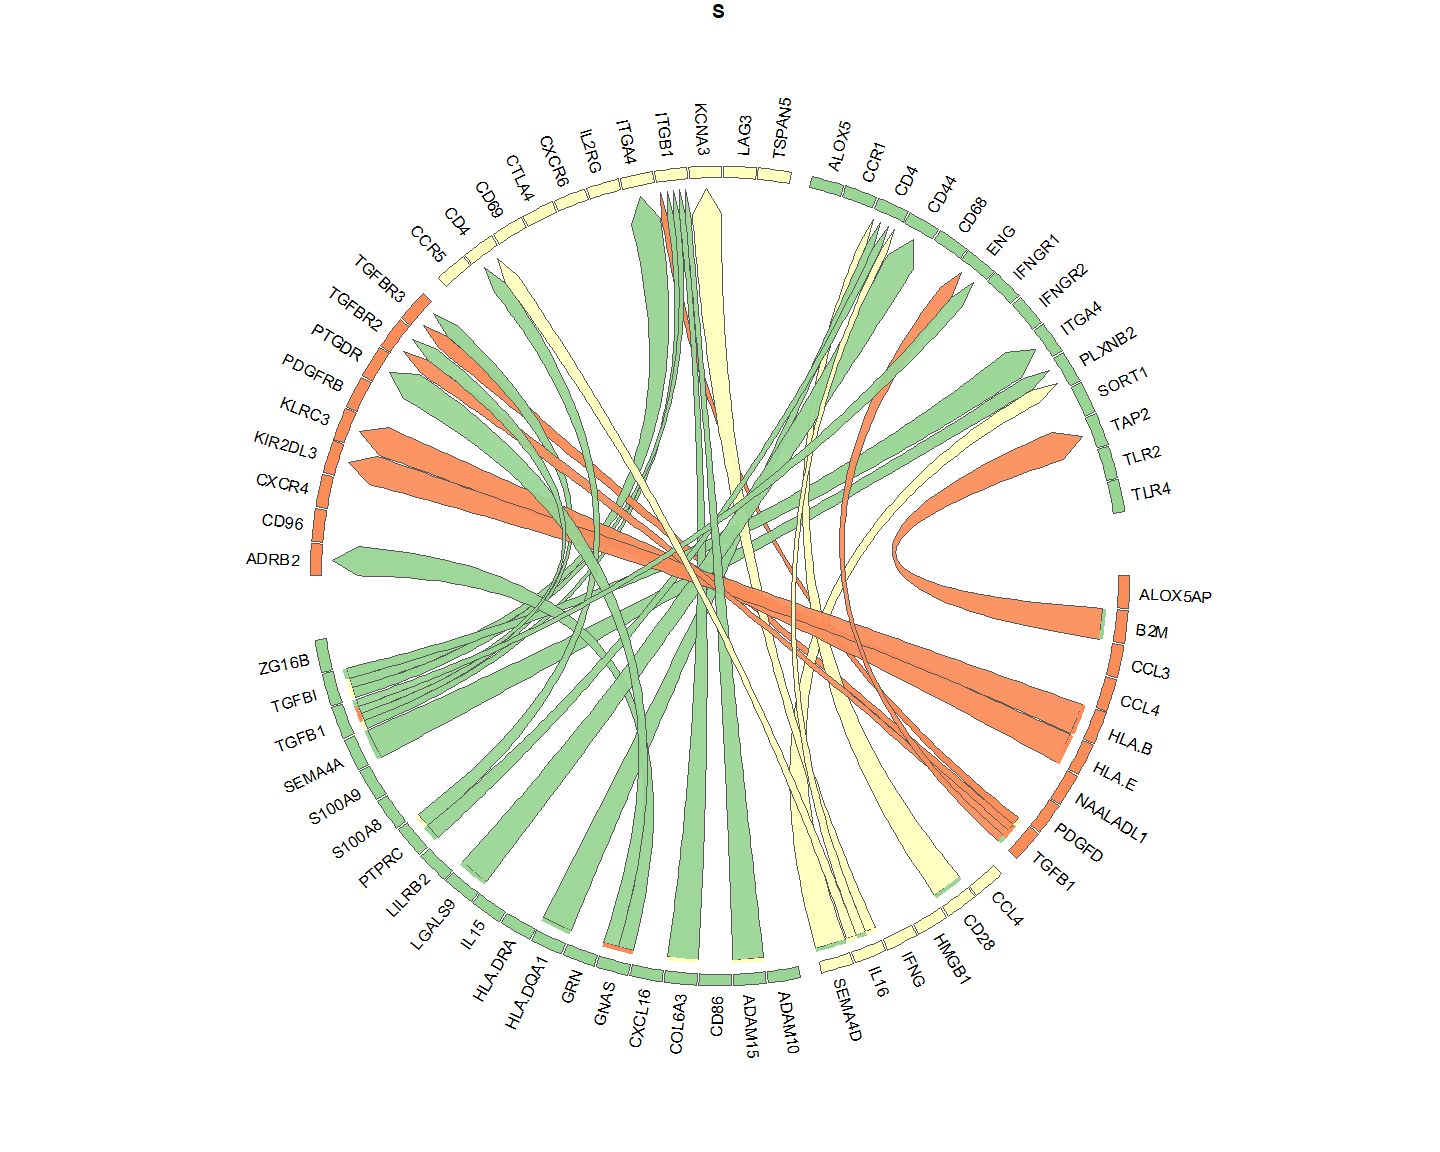 S
ALOX5
CCR1
CD4
CD44
CD68
ENG
IFNGR1
IFNGR2
ITGA4
PLXNB2
SORT1
TAP2
TLR2
TLR4
ALOX5AP
B2M
CCL3
CCL4
HLA.B
HLA.E
NAALADL1
PDGFD
TGFB1
CCL4
CD28
HMGB1
IFNG
IL16
SEMA4D
ADAM10
ADAM15
CD86
COL6A3
CXCL16
GNAS
GRN
HLA.DQA1
HLA.DRA
IL15
LGALS9
LILRB2
PTPRC
S100A8
S100A9
SEMA4A
TGFB1
TGFBI
ZG16B
ADRB2
CD96
CXCR4
KIR2DL3
KLRC3
PDGFRB
PTGDR
TGFBR2
TGFBR3
CCR5
CD4
CD69
CTLA4
CXCR6
IL2RG
ITGA4
ITGB1
KCNA3
LAG3
TSPAN5